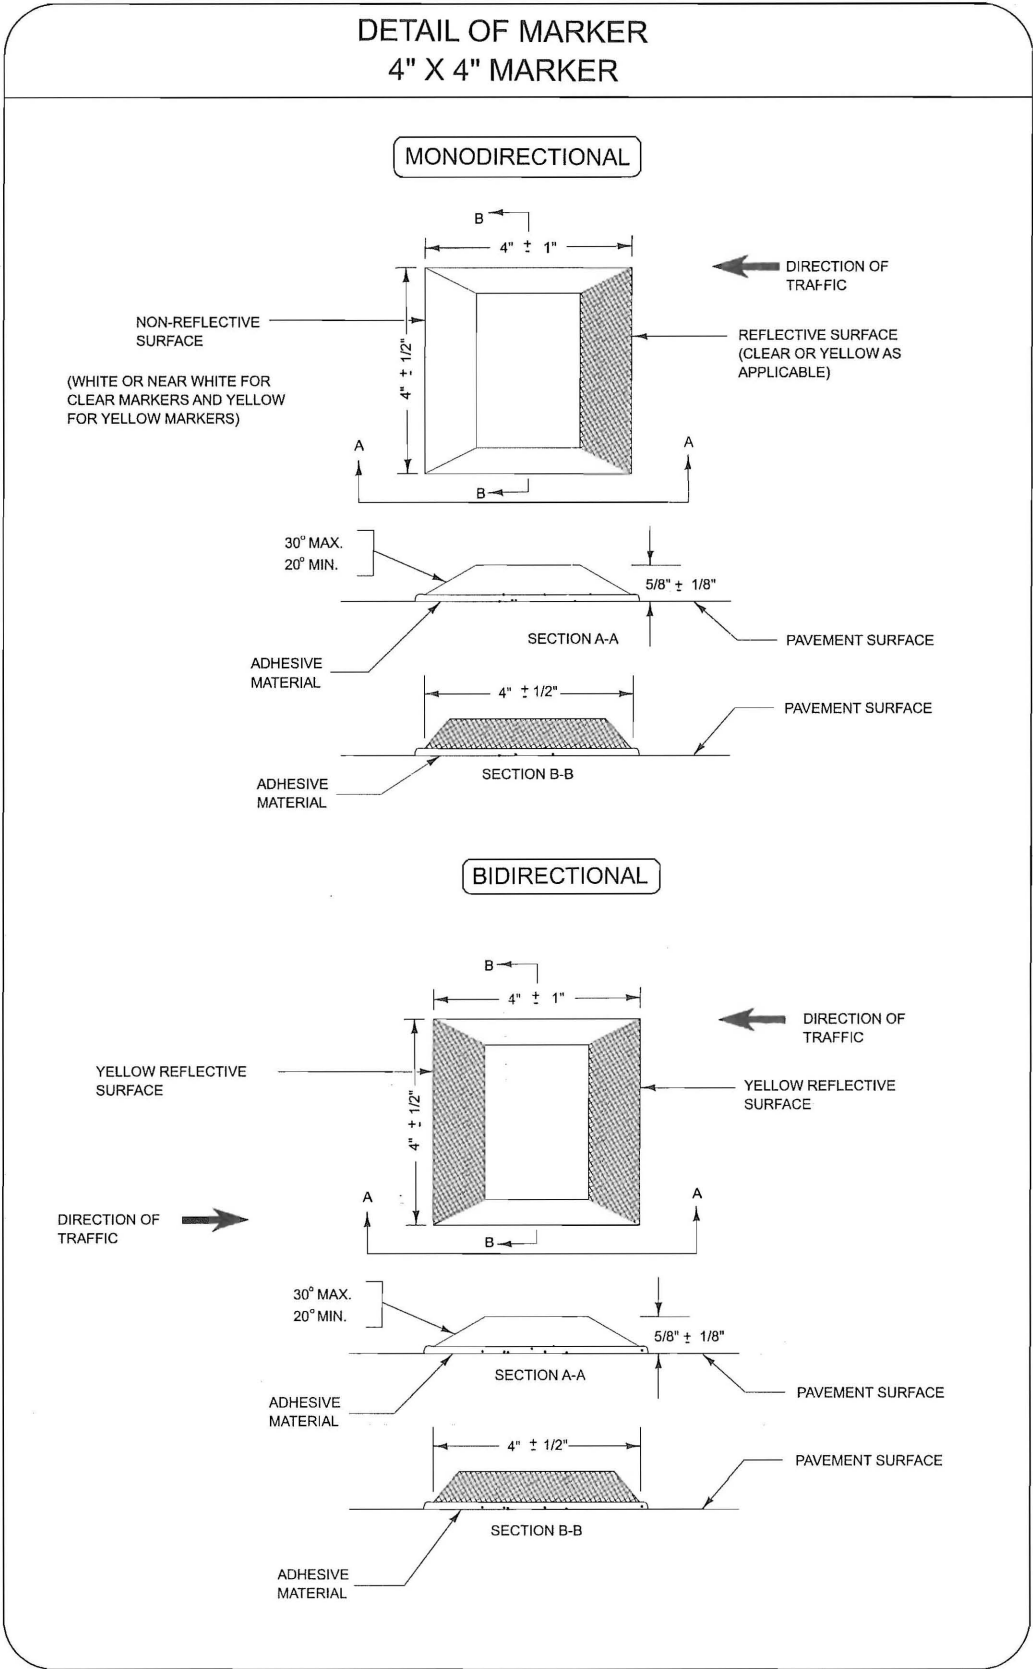 DETAIL OF MARKER
4" X 4" MARKER
MONODIRECTIONAL
B
4" ± 1"
DIRECTION OF
TRAFFIC
NON-REFLECTIVE
SURFACE
(WHITE OR NEAR WHITE FOR
CLEAR MARKERS AND YELLOW
FOR YELLOW MARKERS)
4" ± 1/2"
REFLECTIVE SURFACE
(CLEAR OR YELLOW AS
APPLICABLE)
A
A
B
30° MAX.
20° MIN.
5/8" ± 1/8"
SECTION A-A
PAVEMENT SURFACE
ADHESIVE
MATERIAL
4" ± 1/2"
PAVEMENT SURFACE
SECTION B-B
ADHESIVE
MATERIAL
BIDIRECTIONAL
B
4" ± 1"
DIRECTION OF
TRAFFIC
YELLOW REFLECTIVE
SURFACE
4" ± 1/2"
YELLOW REFLECTIVE
SURFACE
A
A
DIRECTION OF
TRAFFIC
B
30° MAX.
20° MIN.
5/8" ± 1/8"
SECTION A-A
PAVEMENT SURFACE
ADHESIVE
MATERIAL
4" ± 1/2"
PAVEMENT SURFACE
SECTION B-B
ADHESIVE
MATERIAL